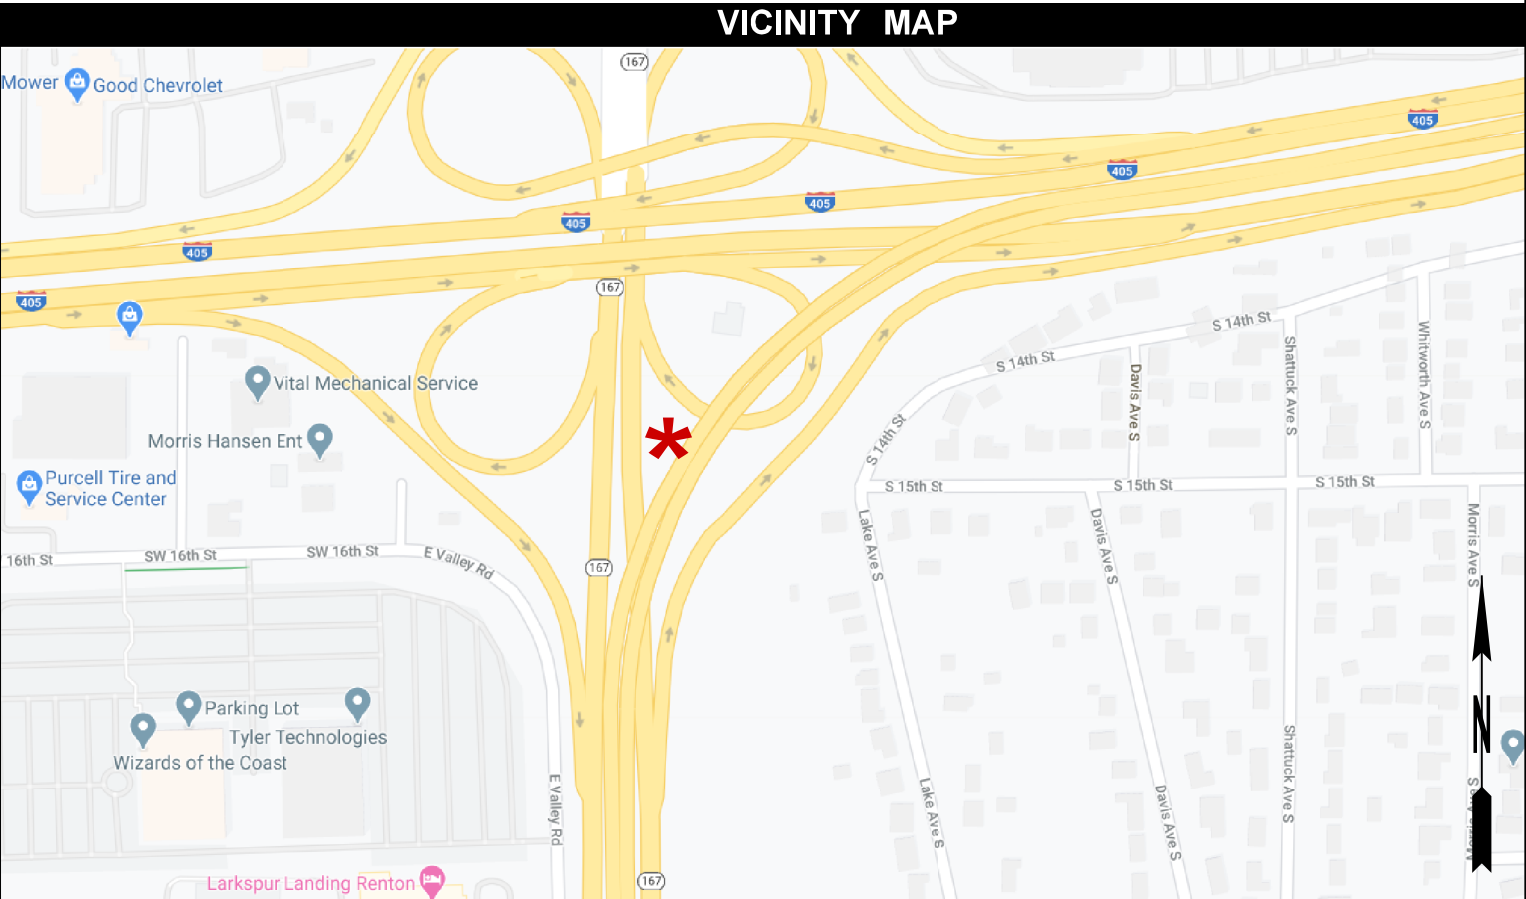 VICINITY MAP
167
Mower
Good Chevrolet
405
405
405
405
405
405
167
Vital Mechanical Service
Morris Hansen Ent
Purcell Tire and
Service Center
S 14th St
S 14th St
S 14th St
Davis Ave S
Shattuck Ave S
Whitworth Ave S
S 15th St
S 15th St
S 15th St
16th St
SW 16th St
SW 16th St
E Valley Rd
167
Lake Ave S
Davis Ave S
Morris Ave S
Parking Lot
Tyler Technologies
Wizards of the Coast
N
E Valley Rd
Lake Ave S
Davis Ave S
Shattuck Ave S
Morris Ave S
Larkspur Landing Renton
167